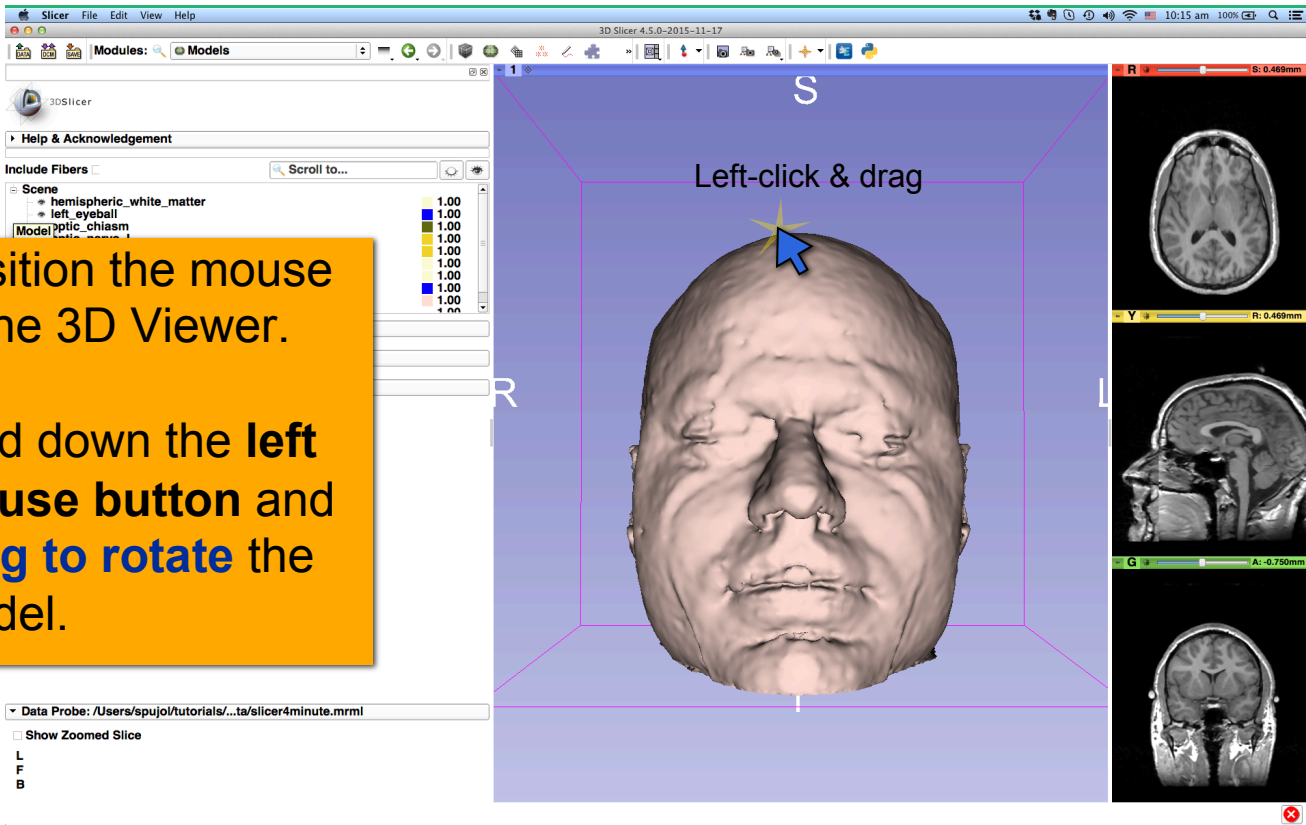 Slicer File Edit View Help 10:15 am 100%
3D Slicer 4.5.0-2015-11-17
DATA DCM SAVE Modules: Models
1
R S: 0.469mm
S
3DSlicer
Help & Acknowledgement
Include Fibers Scroll to...
Left-click & drag
Scene
hemispheric_white_matter 1.00
left_eyeball 1.00
Model optic_chiasm 1.00
1.00
1.00
1.00
1.00
1.00
1.00
1.00
sition the mouse
ne 3D Viewer.
d down the left
use button and
g to rotate the
del.
Y R: 0.469mm
R L
G A: -0.750mm
I
Data Probe: /Users/spujol/tutorials/...ta/slicer4minute.mrml
Show Zoomed Slice
L
F
B